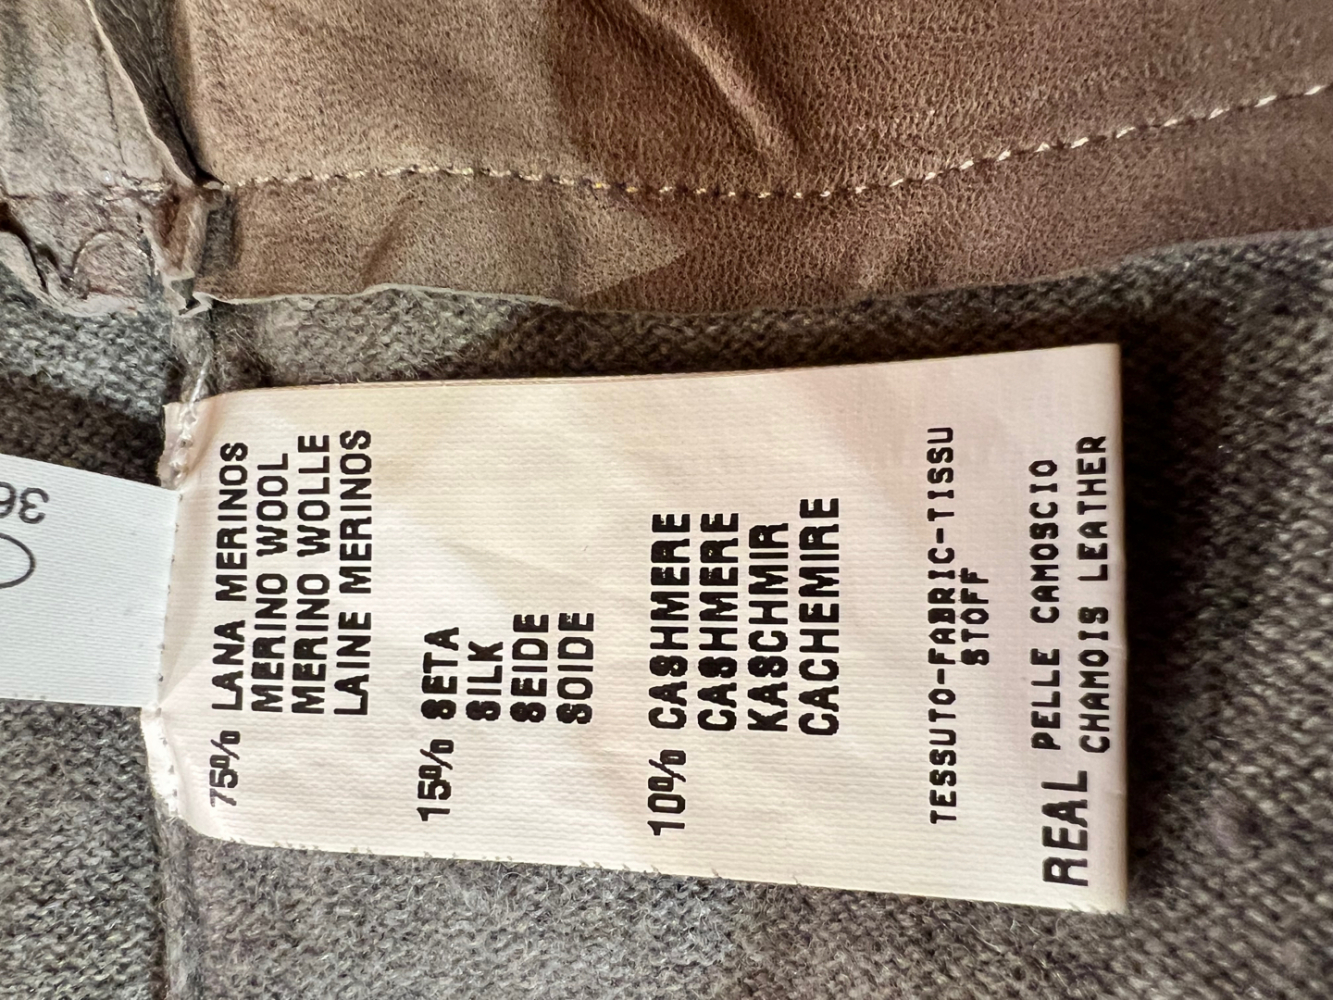 75% LANA MERINOS
MERINO WOOL
MERINO WOLLE
LAINE MERINOS
15% SETA
SILK
SEIDE
SOIDE
10% CASHMERE
CASHMERE
KASCHMIR
CACHEMIRE
TESSUTO-FABRIC-TISSU
STOFF
REAL PELLE CAMOSCIO
CHAMOIS LEATHER
36